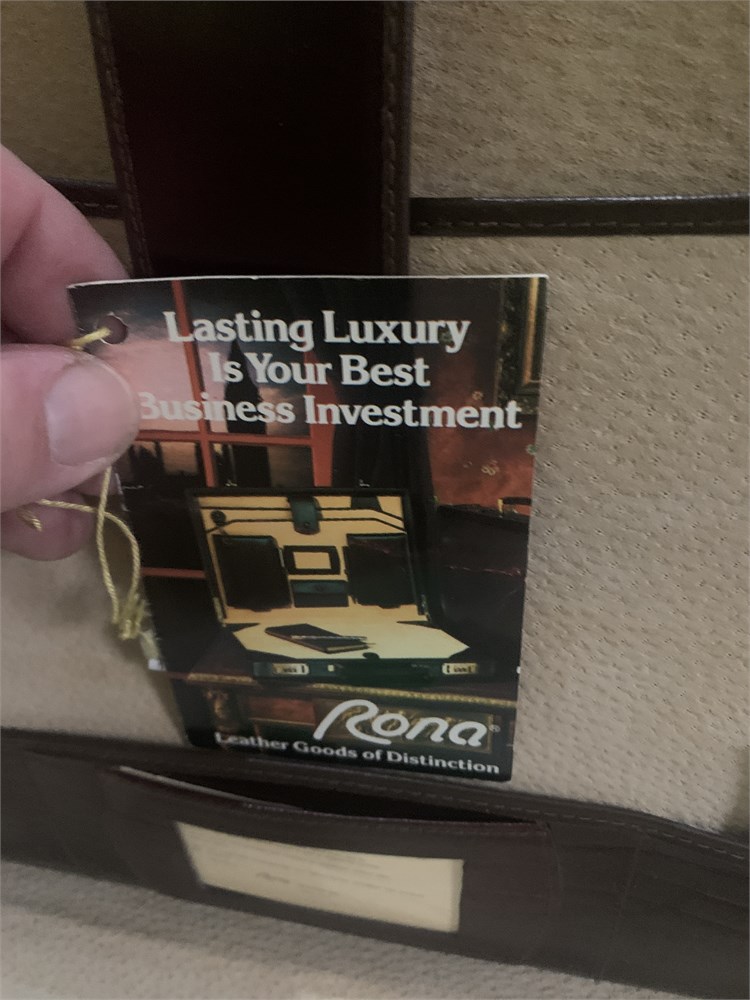 Lasting Luxury
Is Your Best
Business Investment
Rona®
Leather Goods of Distinction